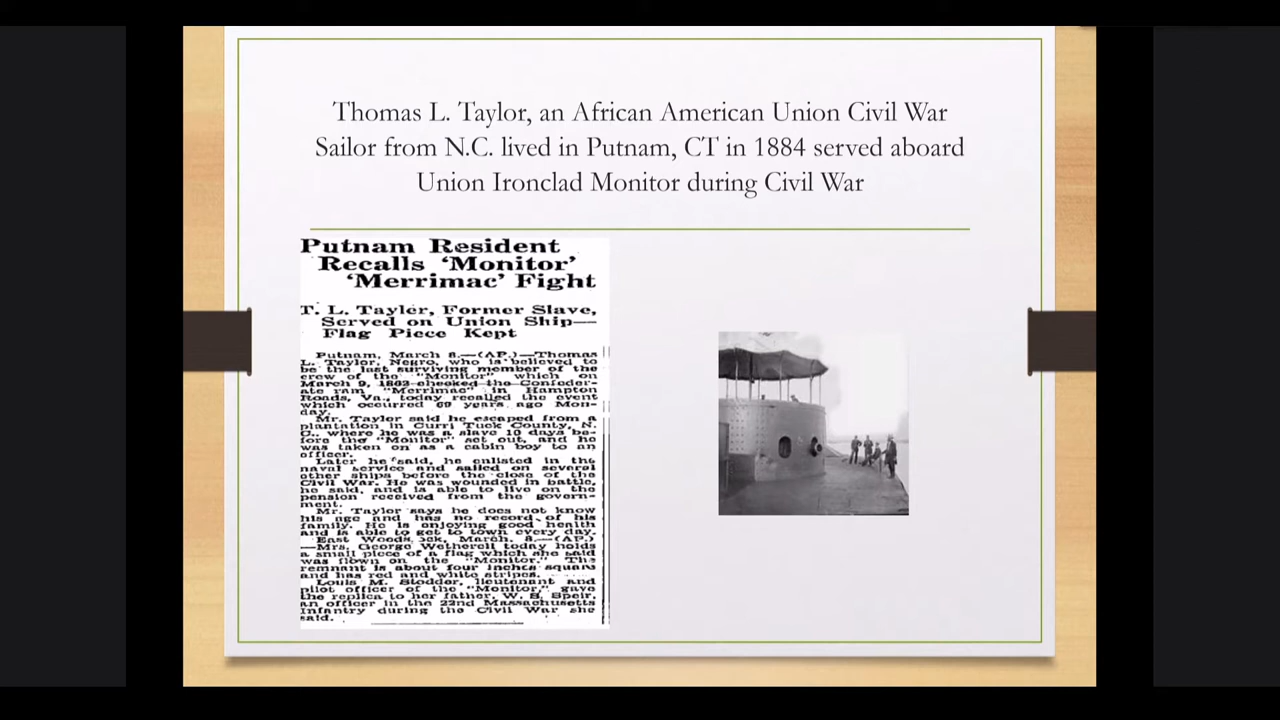 Thomas L. Taylor, an African American Union Civil War
Sailor from N.C. lived in Putnam, CT in 1884 served aboard
Union Ironclad Monitor during Civil War
Putnam Resident
Recalls ‘Monitor’
‘Merrimac’ Fight
T. L. Taylor, Former Slave,
Served on Union Ship—
Flag Piece Kept
Putnam, March 8.—(AP.)—Thomas
L. Taylor, Negro, who is believed to
be the last surviving member of the
crew of the "Monitor" which on
March 9, 1862 checked the Confeder-
ate ram, "Merrimac" in Hampton
Roads, Va., today recalled the event
which occurred 69 years ago Mon-
day.
Mr. Taylor said he escaped from a
plantation in Curri Tuck County, N.
C., where he was a slave 10 days be-
fore the "Monitor" set out, and he
was taken on as a cabin boy to an
officer.
Later he said, he enlisted in the
naval service and sailed on several
other ships before the close of the
Civil War. He was wounded in battle,
he said, and is able to live on the
pension received from the govern-
ment.
Mr. Taylor says he does not know
his age and has no record of his
family. He is enjoying good health
and is able to get to town every day.
East March, 8.—(AP.)
—Mrs. George Wetherell today holds
a small piece of a flag which she said
was flown on the "Monitor." The
remnant is about four inches square
and has red and white stripes.
Louis M. Stodder, lieutenant and
pilot officer of the "Monitor," gave
the replica to her father, W. B. Speir,
an officer in the 22nd Massachusetts
Infantry during the Civil War she
said.